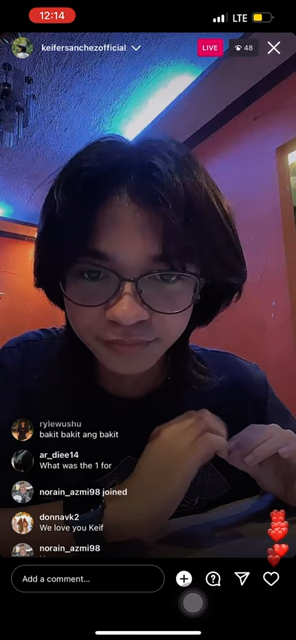 12:14
LTE
keifersanchezofficial
LIVE
48
rylewushu
bakit bakit ang bakit
ar_diee14
What was the 1 for
norain_azmi98 joined
donnavk2
We love you Keif
norain_azmi98
Add a comment...